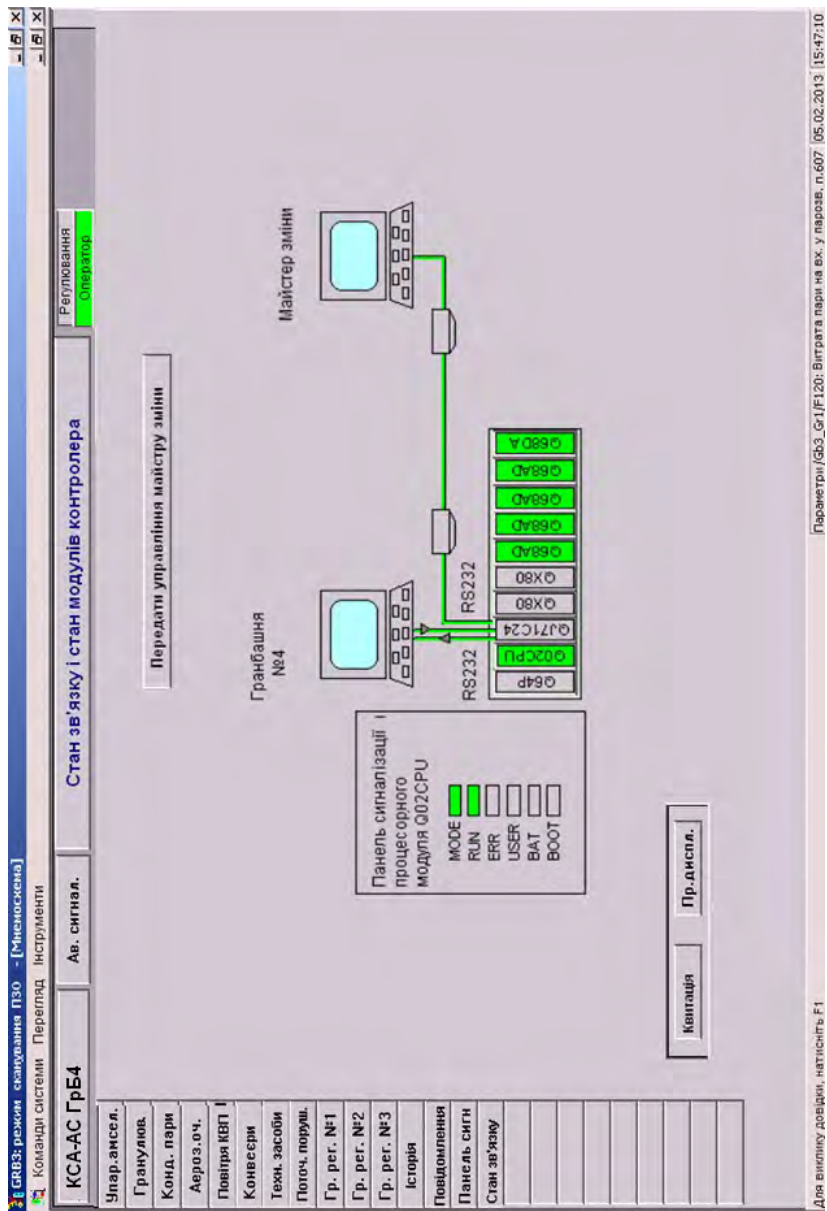 GRB3: режим сканування ПЗО - [Мнемосхема]
Команди системи Перегляд Інструменти
КСА-АС ГрБ4
Ав. сигнал.
Стан зв'язку і стан модулів контролера
Регулювання
Оператор
Упар.амсел.
Гранулюв.
Конд. пари
Аероз.оч.
Повітря КВП
Конвеєри
Техн. засоби
Поточ. поруш.
Гр. рег. №1
Гр. рег. №2
Гр. рег. №3
Історія
Повідомлення
Панель сигн
Стан зв'язку
Передати управління майстру зміни
Гранбашня
№4
Майстер зміни
Панель сигналізації і
процесорного
модуля Q02CPU
MODE
RUN
ERR
USER
BAT
BOOT
RS232
RS232
Q64P
Q02CPU
QJ71C24
QX80
QX80
Q68AD
Q68AD
Q68AD
Q68AD
Q68DA
Квитація
Пр.диспл.
Для виклику довідки, натисніть F1
Параметри/Gb3_Gr1/F120: Витрата пари на вх. у парозв. п.607
05.02.2013
15:47:10